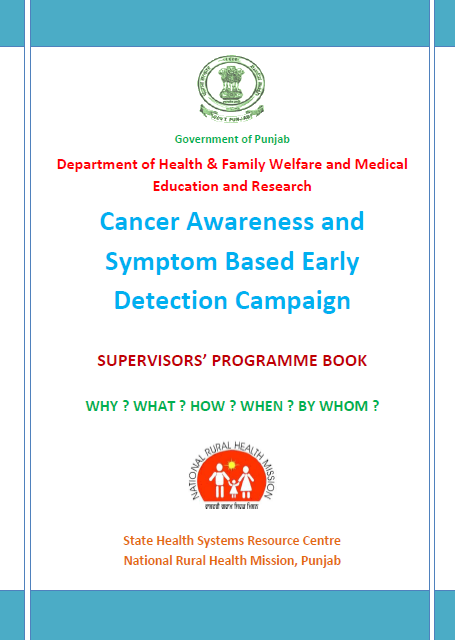 GOVT. PUNJAB
Government of Punjab
Department of Health & Family Welfare and Medical
Education and Research
Cancer Awareness and
Symptom Based Early
Detection Campaign
SUPERVISORS' PROGRAMME BOOK
WHY ? WHAT ? HOW ? WHEN ? BY WHOM ?
NATIONAL RURAL HEALTH MISSION
State Health Systems Resource Centre
National Rural Health Mission, Punjab